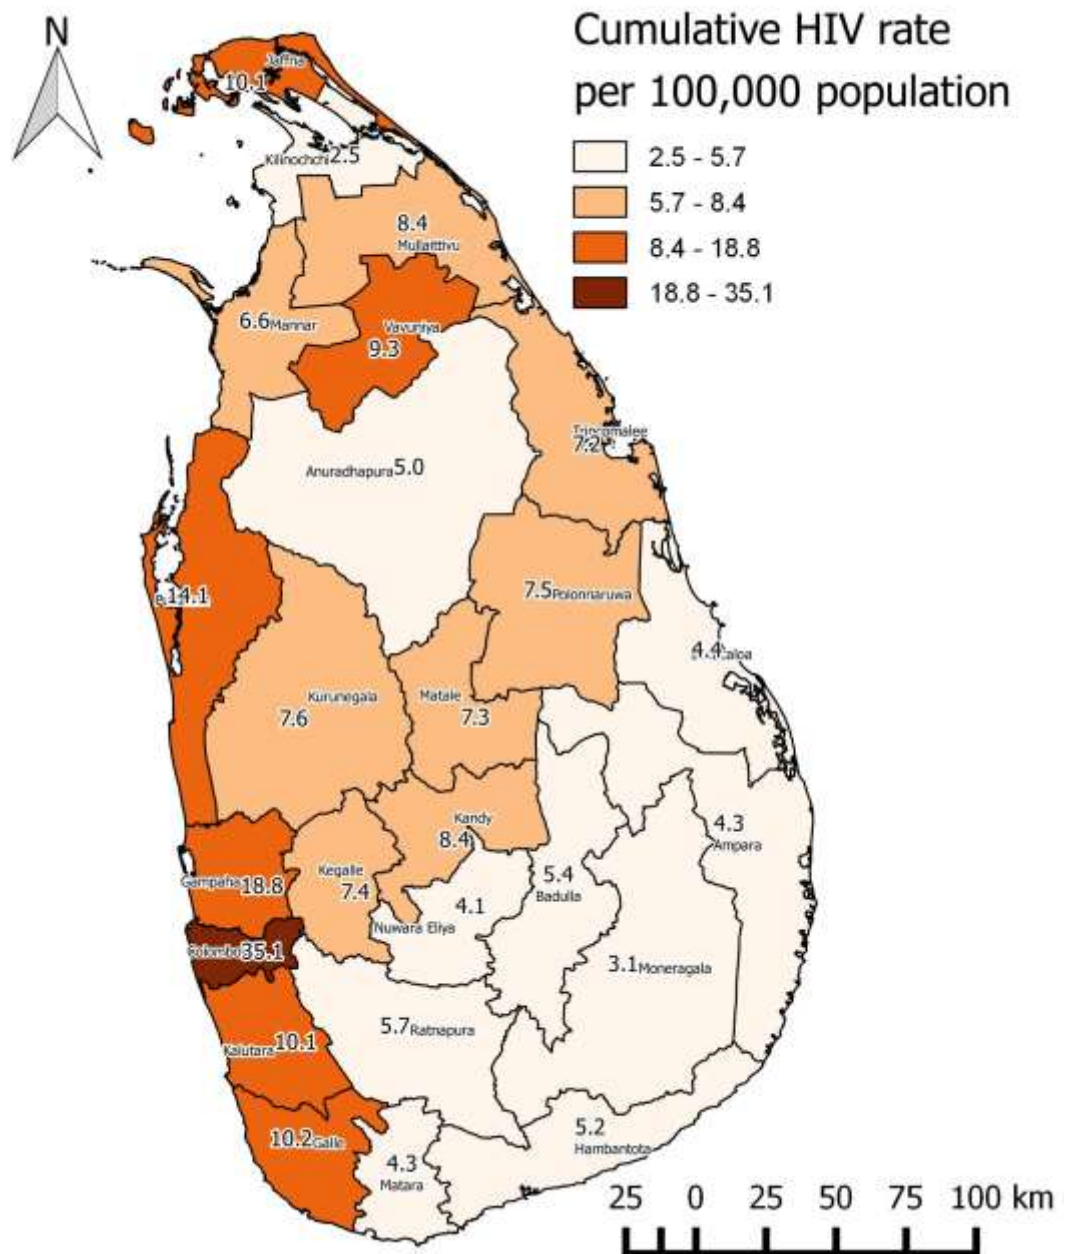 N
Cumulative HIV rate
per 100,000 population
2.5 - 5.7
5.7 - 8.4
8.4 - 18.8
18.8 - 35.1
Jaffna
10.1
Kilinochchi 2.5
8.4
Mullaittivu
6.6 Mannar
Vavuniya
9.3
Trincomalee
7.2
Anuradhapura 5.0
14.1
7.5 Polonnaruwa
4.4
Kurunegala
7.6
Matale
7.3
Kandy
8.4
4.3
Ampara
Kegalle
7.4
5.4
Badulla
Gampaha 18.8
4.1
Nuwara Eliya
Colombo 35.1
3.1 Moneragala
5.7 Ratnapura
Kalutara 10.1
10.2 Galle
5.2
Hambantota
4.3
Matara
25 0 25 50 75 100 km